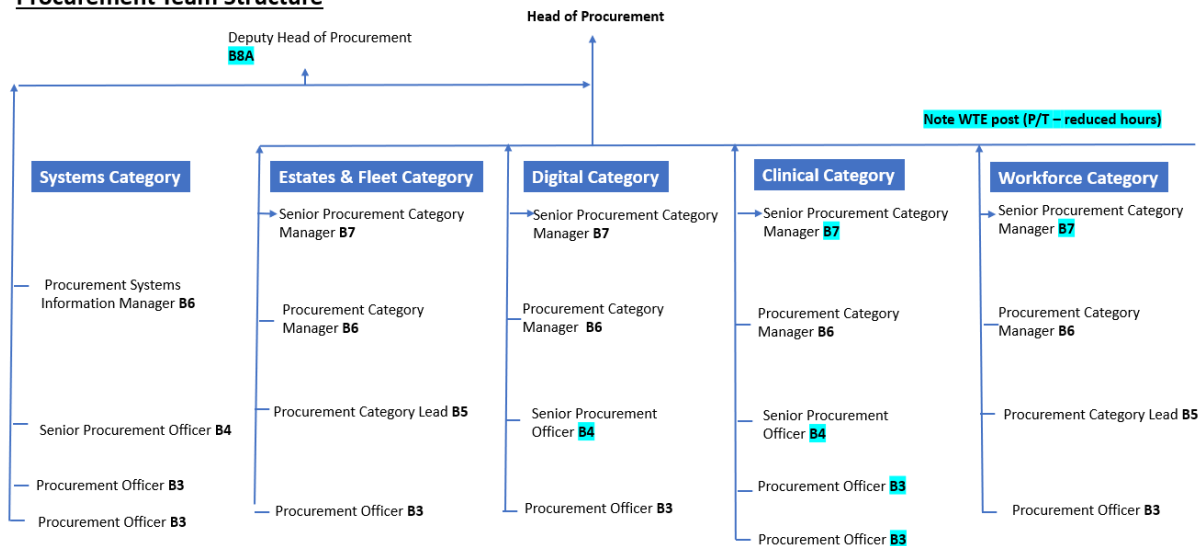 Procurement Team Structure
Head of Procurement
Deputy Head of Procurement
B8A
Note WTE post (P/T – reduced hours)
Systems Category
Procurement Systems
Information Manager B6
Senior Procurement Officer B4
Procurement Officer B3
Procurement Officer B3
Estates & Fleet Category
Senior Procurement Category
Manager B7
Procurement Category
Manager B6
Procurement Category Lead B5
Procurement Officer B3
Digital Category
Senior Procurement Category
Manager B7
Procurement Category
Manager B6
Senior Procurement
Officer B4
Procurement Officer B3
Clinical Category
Senior Procurement Category
Manager B7
Procurement Category
Manager B6
Senior Procurement
Officer B4
Procurement Officer B3
Procurement Officer B3
Workforce Category
Senior Procurement Category
Manager B7
Procurement Category
Manager B6
Procurement Category Lead B5
Procurement Officer B3